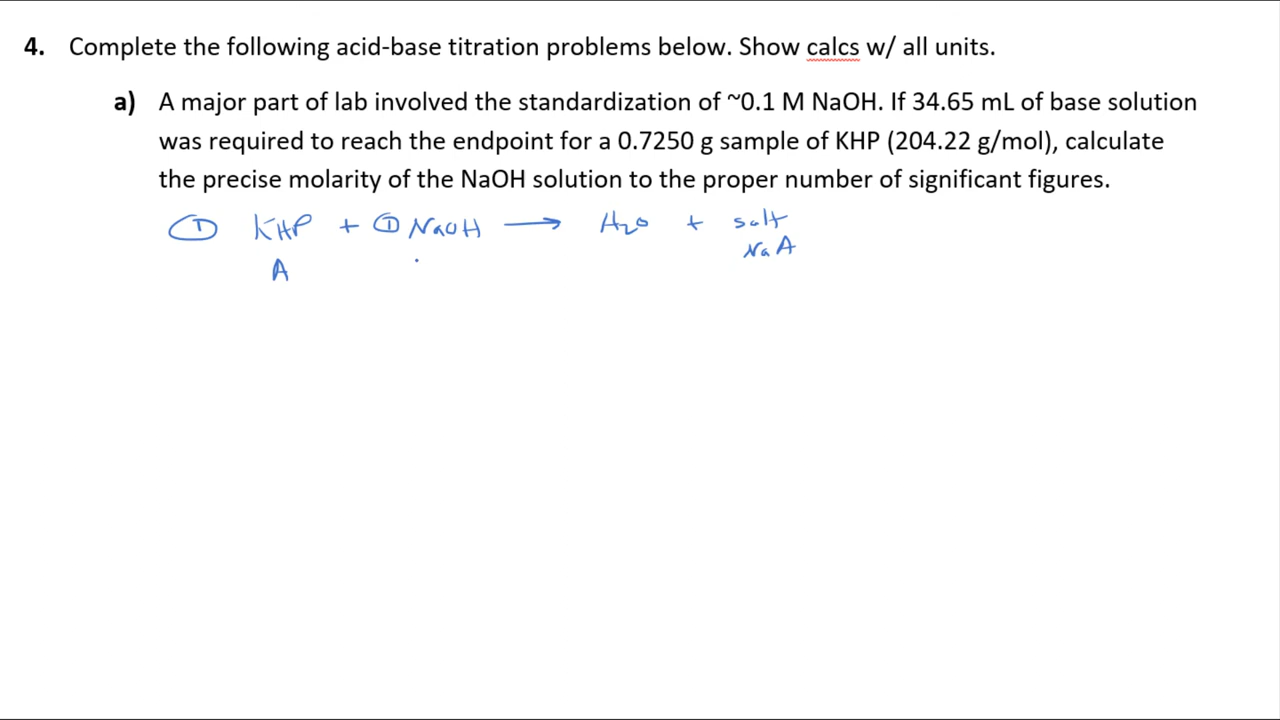 4. Complete the following acid-base titration problems below. Show calcs w/ all units.
a) A major part of lab involved the standardization of ~0.1 M NaOH. If 34.65 mL of base solution
was required to reach the endpoint for a 0.7250 g sample of KHP (204.22 g/mol), calculate
the precise molarity of the NaOH solution to the proper number of significant figures.
① KHP + ① NaOH → H₂O + salt
A NaA